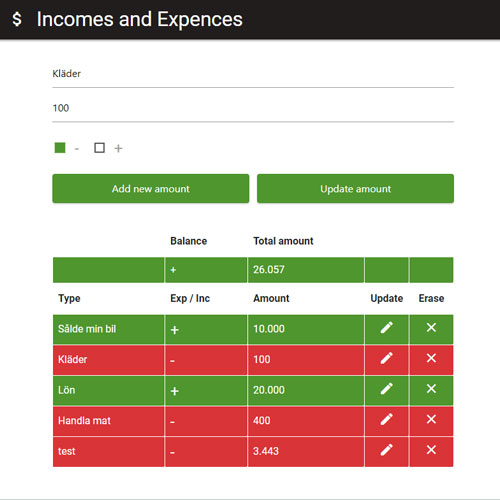 $ Incomes and Expences
Kläder
100
- +
Add new amount Update amount
Balance Total amount
+ 26.057
Type Exp / Inc Amount Update Erase
Sålde min bil + 10.000
Kläder - 100
Lön + 20.000
Handla mat - 400
test - 3.443